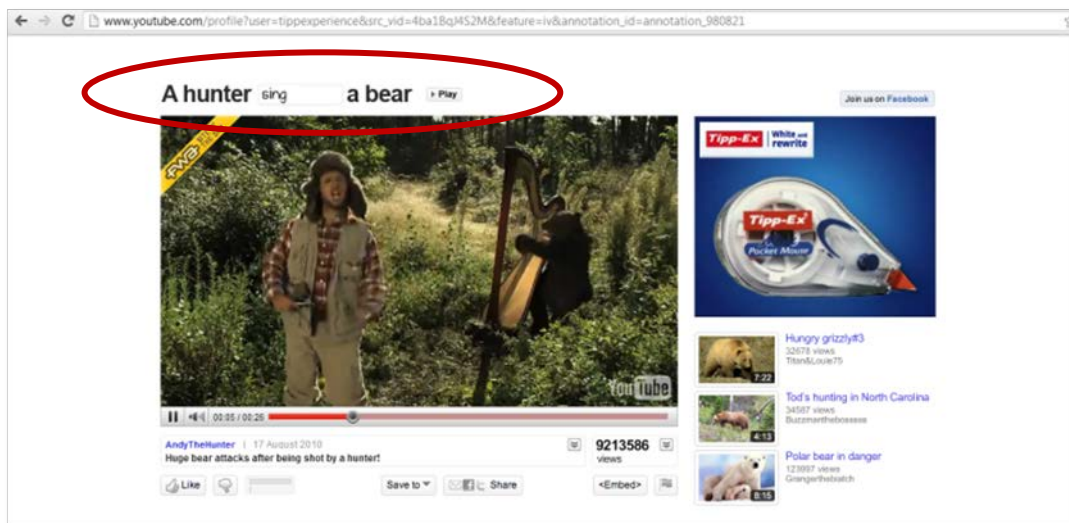 www.youtube.com/profile?user=tippexperience&src_vid=4ba1BqJ4S2M&feature=iv&annotation_id=annotation_980821
A hunter sing a bear Play
Join us on Facebook
fwa
Tipp-Ex White and rewrite
Tipp-Ex
Pocket Mouse
YouTube
00:05 / 00:26
AndyTheHunter | 17 August 2010
Huge bear attacks after being shot by a hunter!
9213586
views
Like
Save to
Share
<Embed>
Hungry grizzly#3
32678 views
Titan&Louie75
7:22
Tod's hunting in North Carolina
34587 views
4:13
Polar bear in danger
123997 views
8:15